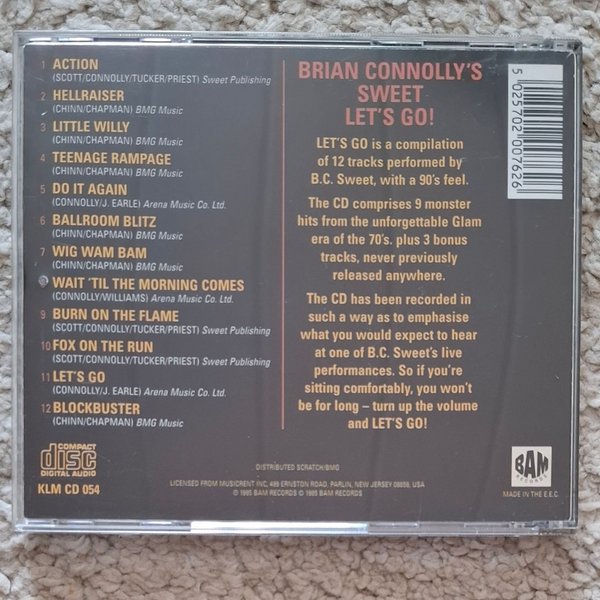 1 ACTION
(SCOTT/CONNOLLY/TUCKER/PRIEST) Sweet Publishing
2 HELLRAISER
(CHINN/CHAPMAN) BMG Music
3 LITTLE WILLY
(CHINN/CHAPMAN) BMG Music
4 TEENAGE RAMPAGE
(CHINN/CHAPMAN) BMG Music
5 DO IT AGAIN
(CONNOLLY/J. EARLE) Arena Music Co. Ltd.
6 BALLROOM BLITZ
(CHINN/CHAPMAN) BMG Music
7 WIG WAM BAM
(CHINN/CHAPMAN) BMG Music
WAIT 'TIL THE MORNING COMES
(CONNOLLY/WILLIAMS) Arena Music Co. Ltd.
9 BURN ON THE FLAME
(SCOTT/CONNOLLY/TUCKER/PRIEST) Sweet Publishing
10 FOX ON THE RUN
(SCOTT/CONNOLLY/TUCKER/PRIEST) Sweet Publishing
11 LET'S GO
(CONNOLLY/J. EARLE) Arena Music Co. Ltd.
12 BLOCKBUSTER
(CHINN/CHAPMAN) BMG Music
BRIAN CONNOLLY'S
SWEET
LET'S GO!
LET'S GO is a compilation
of 12 tracks performed by
B.C. Sweet, with a 90's feel.
The CD comprises 9 monster
hits from the unforgettable Glam
era of the 70's. plus 3 bonus
tracks, never previously
released anywhere.
The CD has been recorded in
such a way as to emphasise
what you would expect to hear
at one of B.C. Sweet's live
performances. So if you're
sitting comfortably, you won't
be for long – turn up the volume
and LET'S GO!
5 025702 007626
COMPACT
disc
DIGITAL AUDIO
KLM CD 054
DISTRIBUTED SCRATCH/BMG
LICENSED FROM MUSICRENT INC, 499 ERNSTON ROAD, PARLIN, NEW JERSEY 08859, USA
℗ 1995 BAM RECORDS © 1995 BAM RECORDS
BAM
RECORDS
MADE IN THE E.E.C.